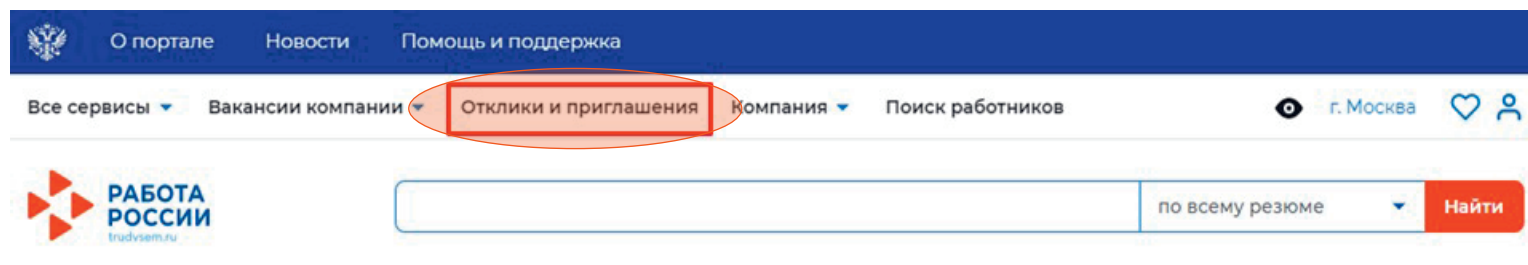 О портале Новости Помощь и поддержка
Все сервисы Вакансии компании Отклики и приглашения Компания Поиск работников г. Москва
РАБОТА
РОССИИ
trudvsem.ru
по всему резюме Найти